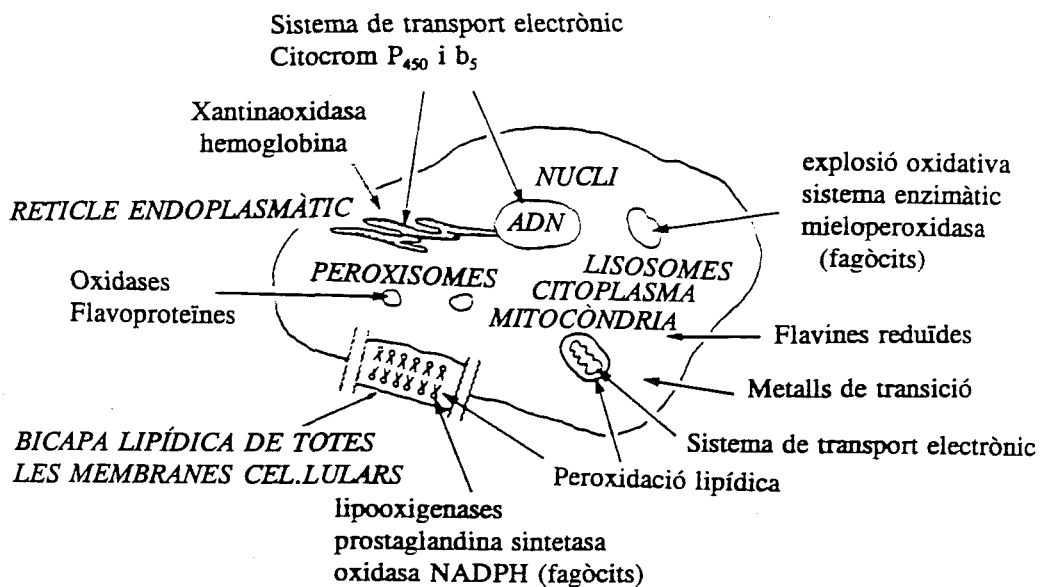 Sistema de transport electrònic
Citocrom P₄₅₀ i b₅
Xantinaoxidasa
hemoglobina
NUCLI
explosió oxidativa
sistema enzimàtic
mieloperoxidasa
(fagòcits)
RETICLE ENDOPLASMÀTIC
ADN
PEROXISOMES
LISOSOMES
CITOPLASMA
Oxidases
Flavoproteïnes
MITOCÒNDRIA
Flavines reduïdes
Metalls de transició
BICAPA LIPÍDICA DE TOTES
LES MEMBRANES CEL.LULARS
Sistema de transport electrònic
Peroxidació lipídica
lipooxigenases
prostaglandina sintetasa
oxidasa NADPH (fagòcits)